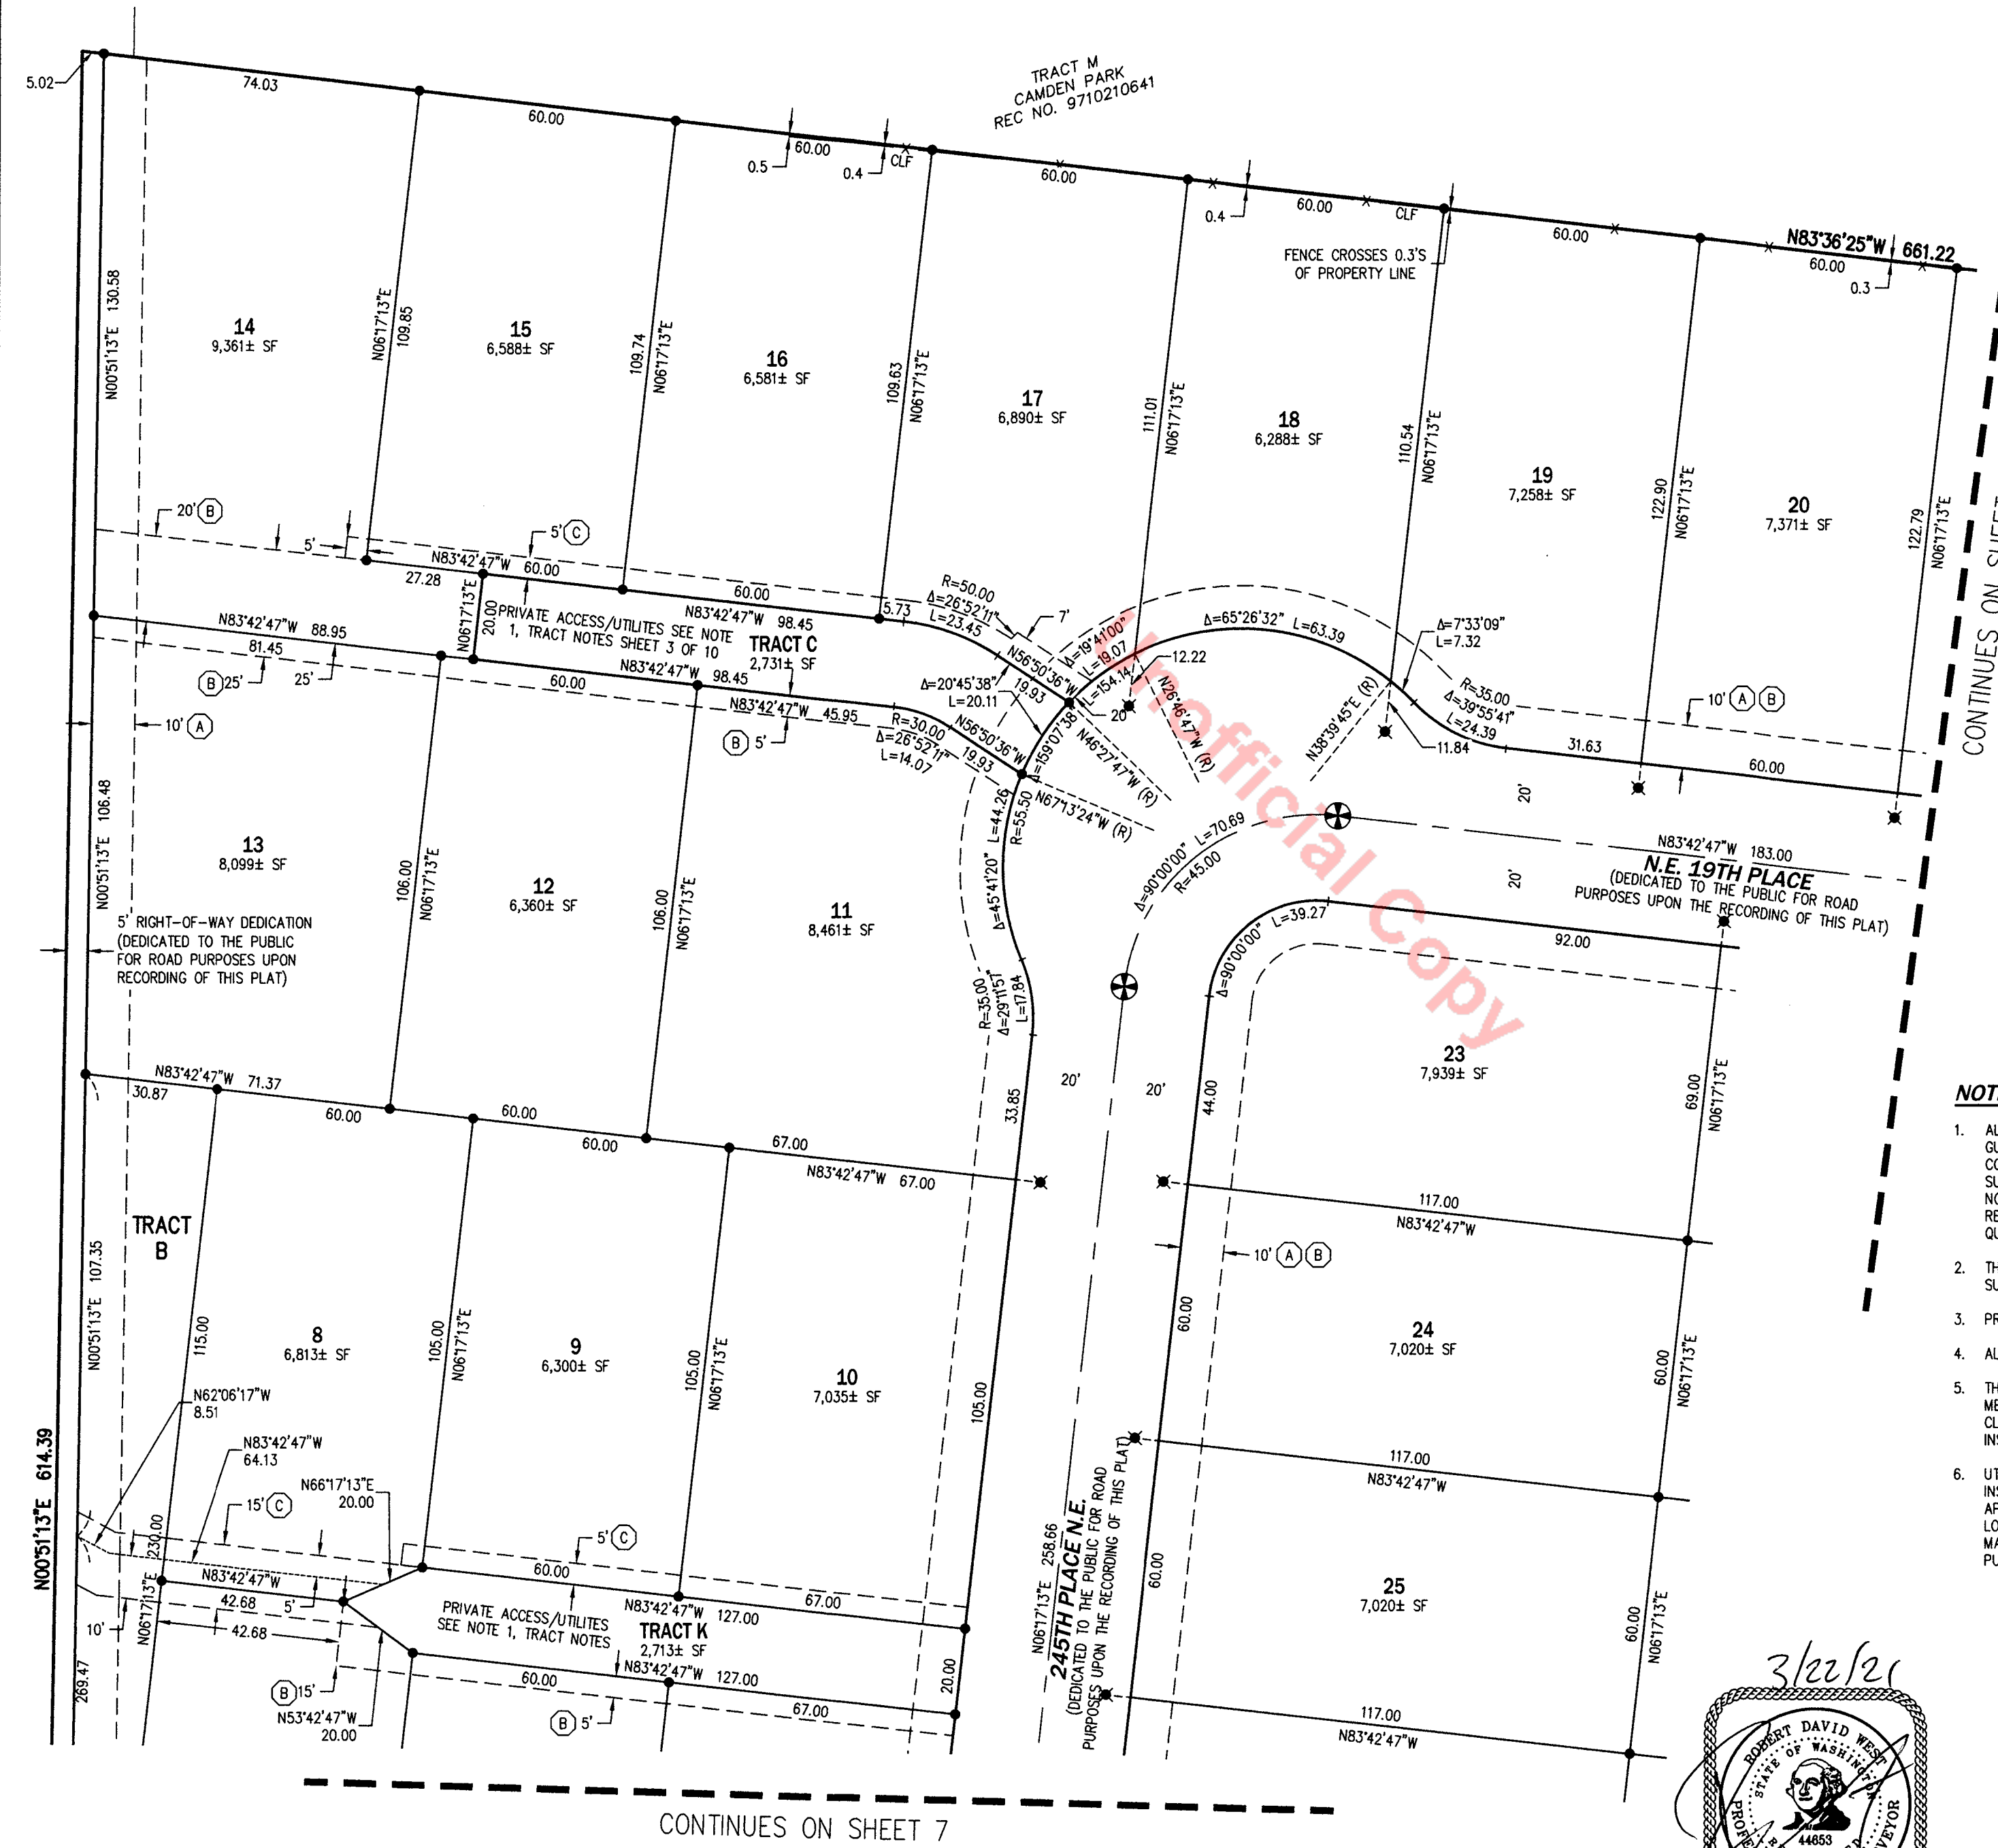 TRACT M
CAMDEN PARK
REC NO. 9710210641
5.02
74.03
60.00
0.5
60.00
0.4
CLF
60.00
0.4
60.00
CLF
60.00
N83°36'25"W 661.22
60.00
0.3
FENCE CROSSES 0.3'S
OF PROPERTY LINE
N00°51'13"E 130.58
14
9,361± SF
N06°17'13"E
109.85
15
6,588± SF
109.74
N06°17'13"E
16
6,581± SF
109.63
N06°17'13"E
17
6,890± SF
111.01
N06°17'13"E
18
6,288± SF
110.54
N06°17'13"E
19
7,258± SF
122.90
N06°17'13"E
20
7,371± SF
122.79
N06°17'13"E
CONTINUES ON SHEET
20' B
5'
5' C
N83°42'47"W 60.00
27.28
60.00
5.73
N06°17'13"E
20.00
PRIVATE ACCESS/UTILITES SEE NOTE
1, TRACT NOTES SHEET 3 OF 10
N83°42'47"W 98.45
TRACT C
2,731± SF
R=50.00
Δ=26°52'11"
L=23.45
7'
N56°50'36"W
19.93
Δ=19°41'00"
L=19.07
L=154.14
Δ=159°07'38"
R=55.50
Δ=65°26'32" L=63.39
Δ=7°33'09"
L=7.32
12.22
20'
N26°46'47"W (R)
N46°27'47"W (R)
N38°39'45"E (R)
11.84
R=35.00
Δ=39°55'41"
L=24.39
31.63
10' A B
60.00
20'
N83°42'47"W 88.95
81.45
B 25'
25'
10' A
N83°42'47"W 98.45
60.00
N83°42'47"W 45.95
B 5'
Δ=20°45'38"
L=20.11
R=30.00
Δ=26°52'11"
L=14.07
N56°50'36"W
19.93
N67°13'24"W (R)
Δ=45°41'20" L=44.26
R=35.00
Δ=29°11'57"
L=17.84
Δ=90°00'00" L=70.69
R=45.00
N83°42'47"W 183.00
N.E. 19TH PLACE
(DEDICATED TO THE PUBLIC FOR ROAD
PURPOSES UPON THE RECORDING OF THIS PLAT)
20'
Δ=90°00'00" L=39.27
92.00
N00°51'13"E 106.48
13
8,099± SF
5' RIGHT-OF-WAY DEDICATION
(DEDICATED TO THE PUBLIC
FOR ROAD PURPOSES UPON
RECORDING OF THIS PLAT)
106.00
N06°17'13"E
12
6,360± SF
106.00
N06°17'13"E
11
8,461± SF
33.85
20'
20'
44.00
23
7,939± SF
69.00
N06°17'13"E
N83°42'47"W 71.37
30.87
60.00
60.00
60.00
67.00
N83°42'47"W 67.00
117.00
N83°42'47"W
TRACT
B
N00°51'13"E 107.35
115.00
8
6,813± SF
105.00
N06°17'13"E
9
6,300± SF
105.00
N06°17'13"E
10
7,035± SF
105.00
10' A B
60.00
24
7,020± SF
60.00
N06°17'13"E
117.00
N83°42'47"W
N62°06'17"W
8.51
N83°42'47"W
64.13
N66°17'13"E
20.00
15' C
230.00
N06°17'13"E
N83°42'47"W
42.68
5'
42.68
10'
5' C
60.00
N83°42'47"W 127.00
67.00
PRIVATE ACCESS/UTILITES
SEE NOTE 1, TRACT NOTES
TRACT K
2,713± SF
N83°42'47"W 127.00
60.00
67.00
20.00
B 15'
N53°42'47"W
20.00
B 5'
N00°51'13"E 614.39
269.47
N06°17'13"E 258.66
245TH PLACE N.E.
(DEDICATED TO THE PUBLIC FOR ROAD
PURPOSES UPON THE RECORDING OF THIS PLAT)
60.00
25
7,020± SF
60.00
N06°17'13"E
117.00
N83°42'47"W
CONTINUES ON SHEET 7
Unofficial Copy
1.
2.
3.
4.
5.
6.
3/22/21
ROBERT DAVID WEST
STATE OF WASHINGTON
44653